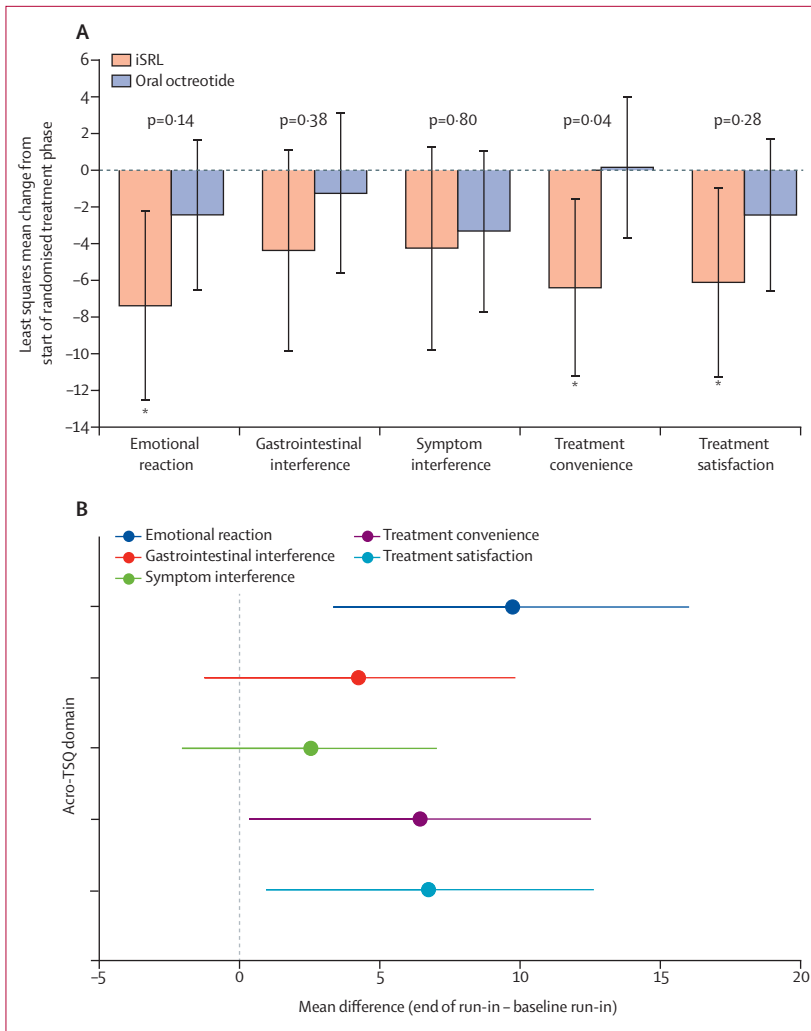 A
6
4
2
0
−2
−4
−6
−8
−10
−12
−14
Least squares mean change from
start of randomised treatment phase
iSRL
Oral octreotide
p=0·14
p=0·38
p=0·80
p=0·04
p=0·28
*
*
*
Emotional
reaction
Gastrointestinal
interference
Symptom
interference
Treatment
convenience
Treatment
satisfaction
B
Emotional reaction
Gastrointestinal interference
Symptom interference
Treatment convenience
Treatment satisfaction
Acro-TSQ domain
−5
0
5
10
15
20
Mean difference (end of run-in – baseline run-in)